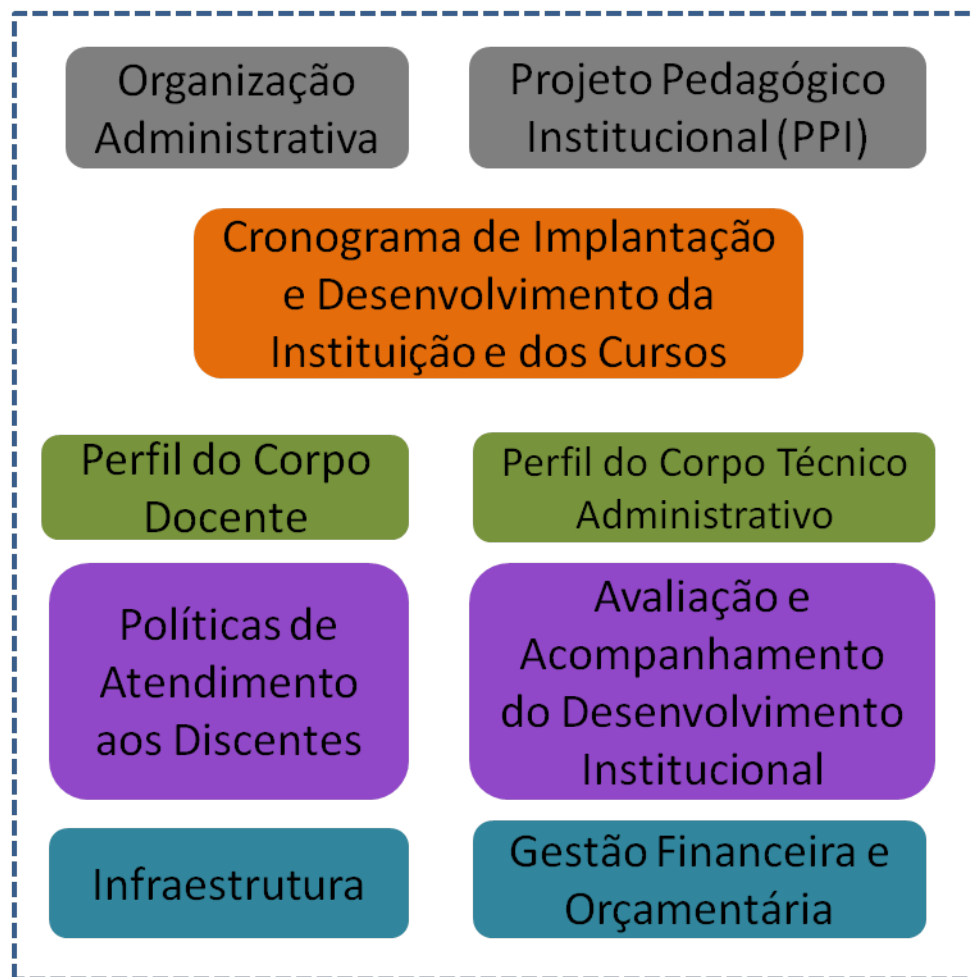 Organização
Administrativa
Projeto Pedagógico
Institucional (PPI)
Cronograma de Implantação
e Desenvolvimento da
Instituição e dos Cursos
Perfil do Corpo
Docente
Perfil do Corpo Técnico
Administrativo
Políticas de
Atendimento
aos Discentes
Avaliação e
Acompanhamento
do Desenvolvimento
Institucional
Infraestrutura
Gestão Financeira e
Orçamentária